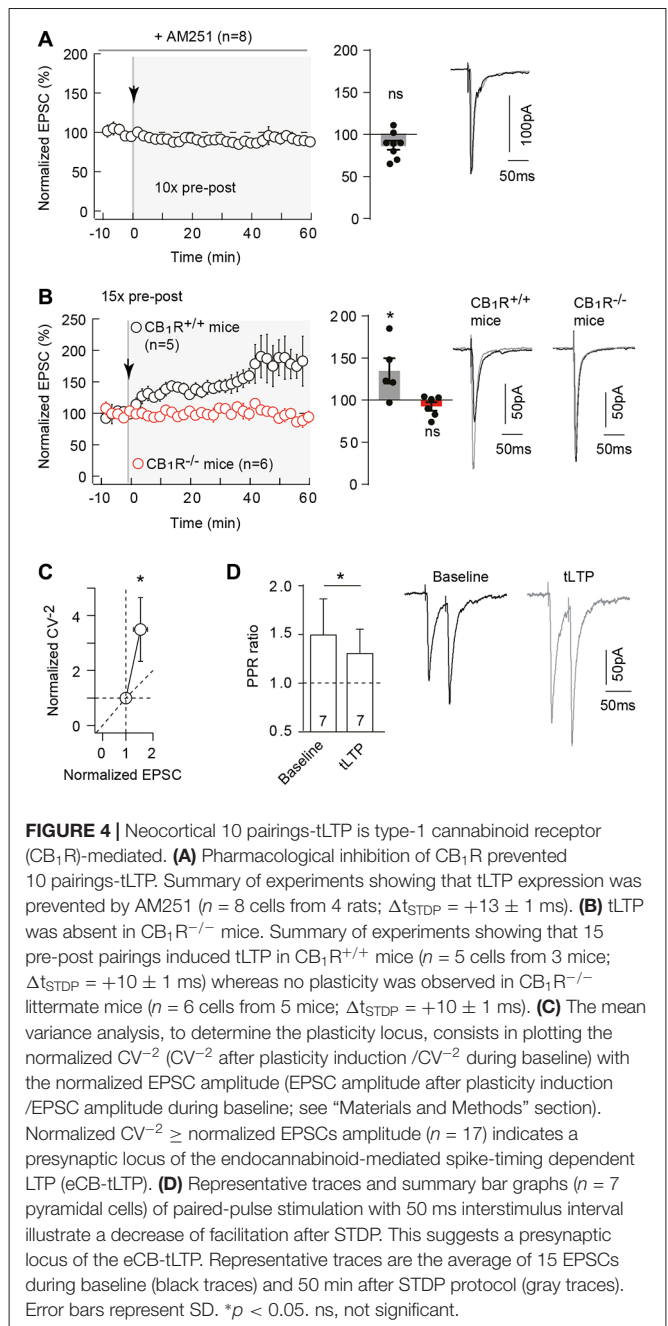 A
+ AM251 (n=8)
Normalized EPSC (%)
200
150
100
50
0
10x pre-post
-10 0 20 40 60
Time (min)
200
150
100
50
0
ns
100pA
50ms
B
15x pre-post
Normalized EPSC (%)
250
200
150
100
50
0
CB1R+/+ mice
(n=5)
CB1R-/- mice (n=6)
-10 0 20 40 60
Time (min)
200
150
100
50
0
*
ns
CB1R+/+
mice
50pA
50ms
CB1R-/-
mice
50pA
50ms
C
*
Normalized CV-2
4
2
0
0 1 2
Normalized EPSC
D
PPR ratio
2.0
1.5
1.0
0.5
*
7 7
Baseline
tLTP
Baseline
tLTP
50pA
50ms
FIGURE 4 | Neocortical 10 pairings-tLTP is type-1 cannabinoid receptor
(CB1R)-mediated. (A) Pharmacological inhibition of CB1R prevented
10 pairings-tLTP. Summary of experiments showing that tLTP expression was
prevented by AM251 (n = 8 cells from 4 rats; ΔtSTDP = +13 ± 1 ms). (B) tLTP
was absent in CB1R−/− mice. Summary of experiments showing that 15
pre-post pairings induced tLTP in CB1R+/+ mice (n = 5 cells from 3 mice;
ΔtSTDP = +10 ± 1 ms) whereas no plasticity was observed in CB1R−/−
littermate mice (n = 6 cells from 5 mice; ΔtSTDP = +10 ± 1 ms). (C) The mean
variance analysis, to determine the plasticity locus, consists in plotting the
normalized CV−2 (CV−2 after plasticity induction /CV−2 during baseline) with
the normalized EPSC amplitude (EPSC amplitude after plasticity induction
/EPSC amplitude during baseline; see “Materials and Methods” section).
Normalized CV−2 ≥ normalized EPSCs amplitude (n = 17) indicates a
presynaptic locus of the endocannabinoid-mediated spike-timing dependent
LTP (eCB-tLTP). (D) Representative traces and summary bar graphs (n = 7
pyramidal cells) of paired-pulse stimulation with 50 ms interstimulus interval
illustrate a decrease of facilitation after STDP. This suggests a presynaptic
locus of the eCB-tLTP. Representative traces are the average of 15 EPSCs
during baseline (black traces) and 50 min after STDP protocol (gray traces).
Error bars represent SD. *p < 0.05. ns, not significant.